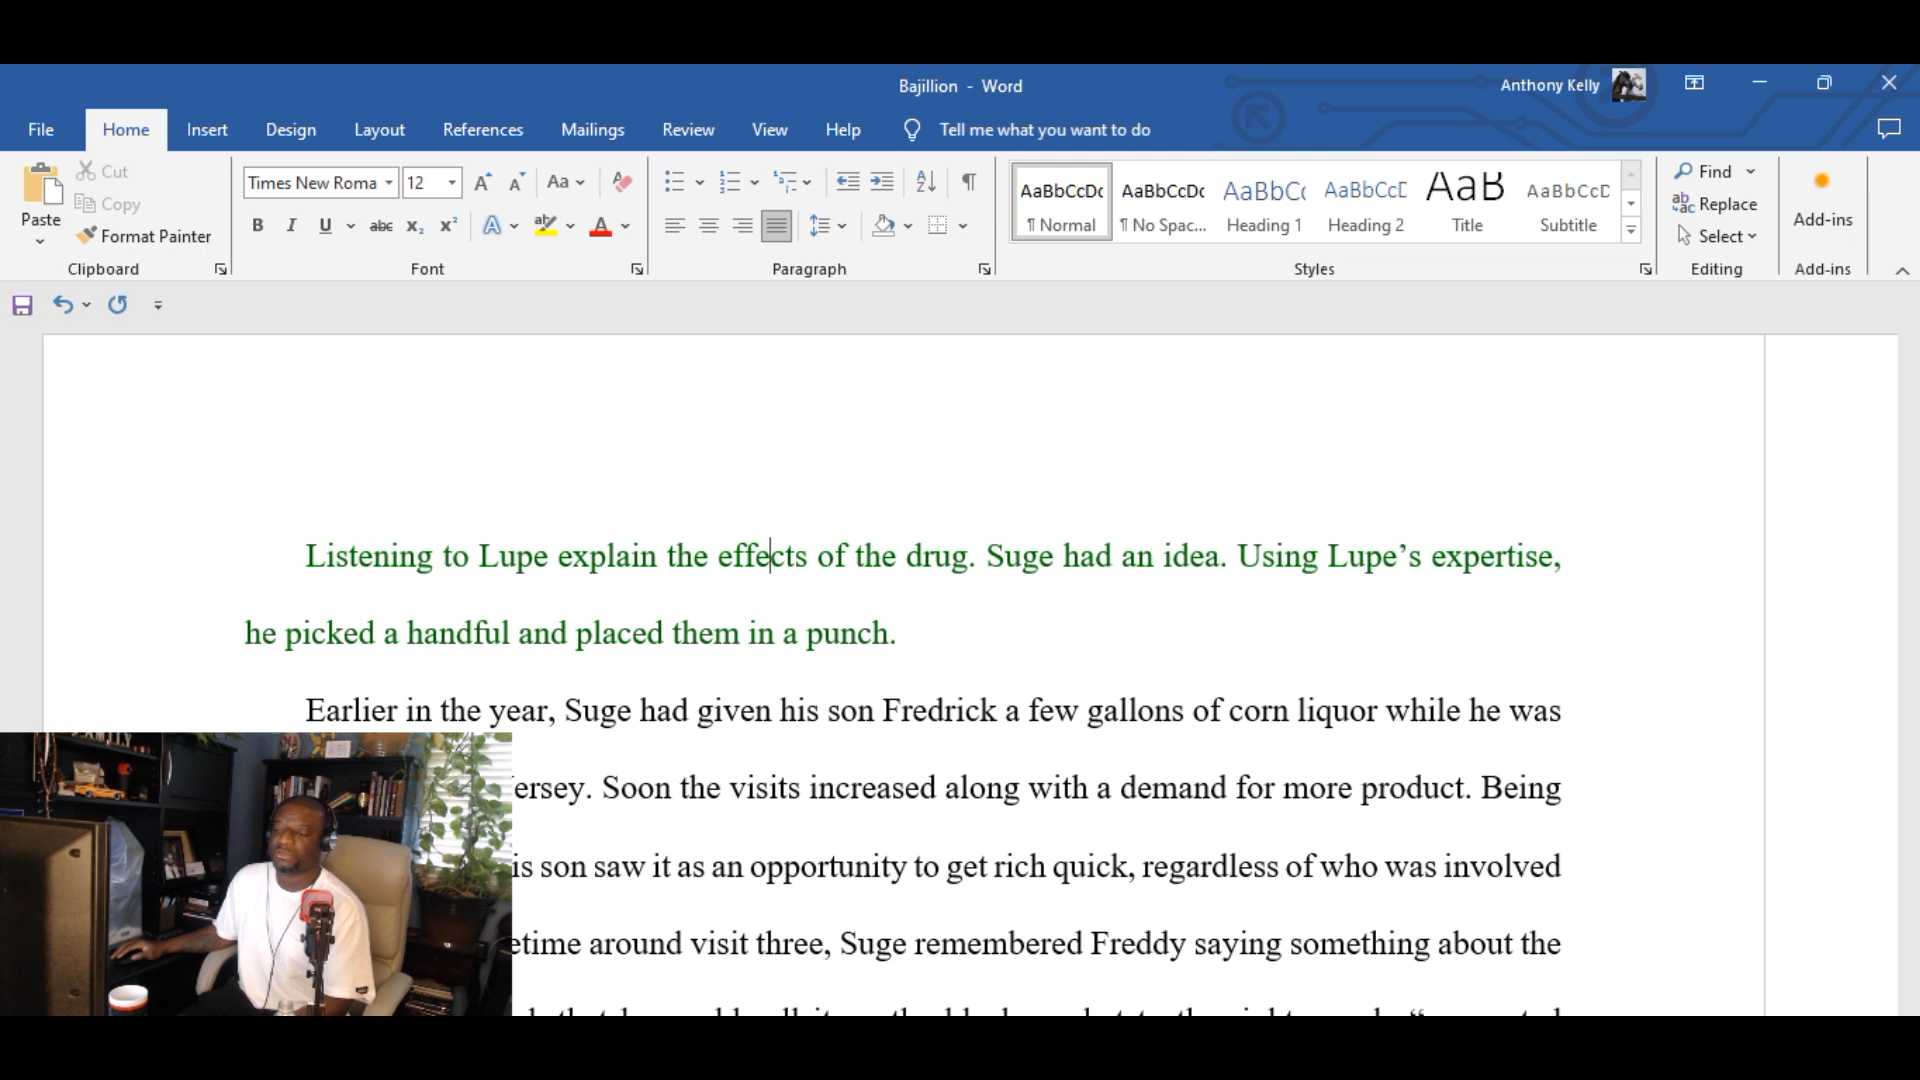 Bajillion - Word
Anthony Kelly
File Home Insert Design Layout References Mailings Review View Help Tell me what you want to do
Paste
Cut
Copy
Format Painter
Clipboard
Times New Roma 12
Font
Paragraph
AaBbCcDc AaBbCcDc AaBbCc AaBbCcD AaB AaBbCcD
¶ Normal ¶ No Spac... Heading 1 Heading 2 Title Subtitle
Styles
Find
Replace
Select
Editing
Add-ins
Add-ins
Listening to Lupe explain the effects of the drug. Suge had an idea. Using Lupe’s expertise,
he picked a handful and placed them in a punch.
Earlier in the year, Suge had given his son Fredrick a few gallons of corn liquor while he was
ersey. Soon the visits increased along with a demand for more product. Being
is son saw it as an opportunity to get rich quick, regardless of who was involved
etime around visit three, Suge remembered Freddy saying something about the